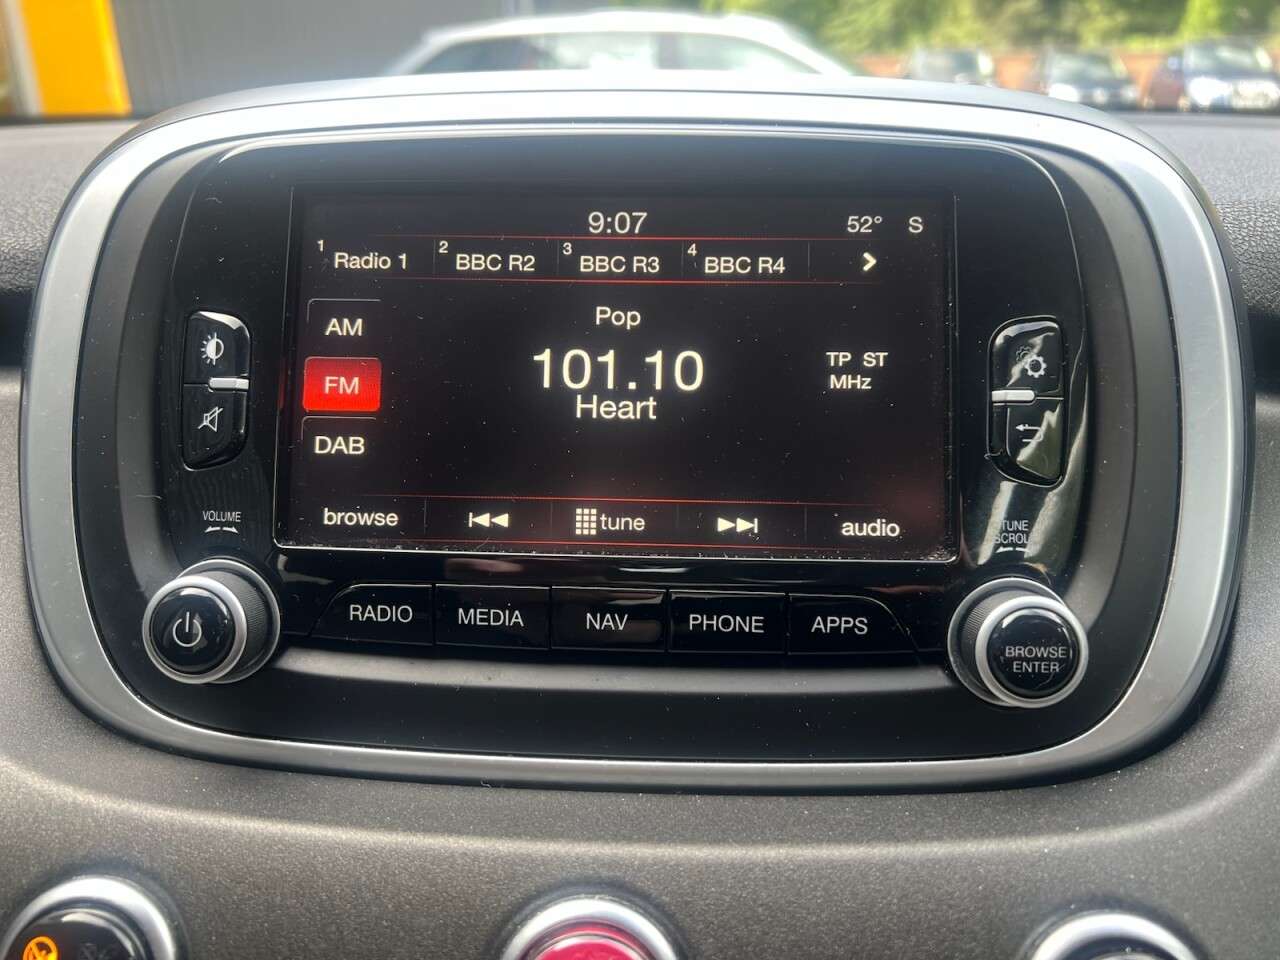 9:07 52° S
1 Radio 1 2 BBC R2 3 BBC R3 4 BBC R4
Pop
AM
101.10 TP ST
MHz
FM
Heart
DAB
browse tune audio
VOLUME
TUNE
SCROLL
RADIO MEDIA NAV PHONE APPS
BROWSE
ENTER